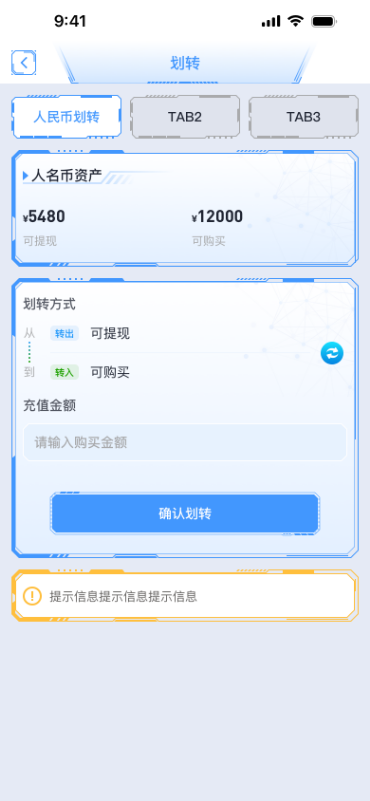 9:41
划转
人民币划转 TAB2 TAB3
人名币资产
¥5480 ¥12000
可提现 可购买
划转方式
从 转出 可提现
到 转入 可购买
充值金额
请输入购买金额
确认划转
提示信息提示信息提示信息